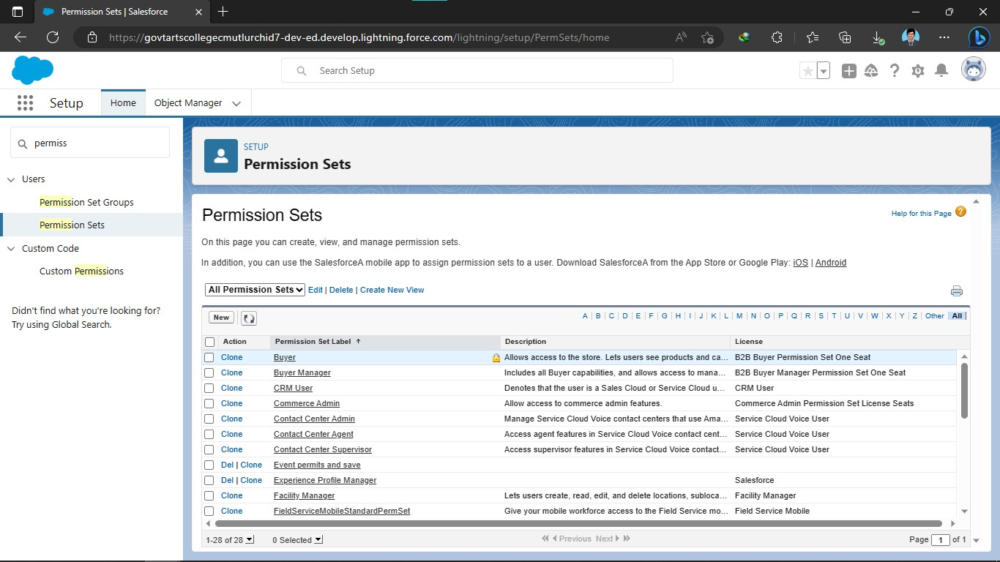 Permission Sets | Salesforce
https://govtartscollegecmutlurchid7-dev-ed.develop.lightning.force.com/lightning/setup/PermSets/home
Search Setup
Setup
Home
Object Manager
permiss
Users
Permission Set Groups
Permission Sets
Custom Code
Custom Permissions
Didn't find what you're looking for?
Try using Global Search.
SETUP
Permission Sets
Permission Sets
Help for this Page
On this page you can create, view, and manage permission sets.
In addition, you can use the SalesforceA mobile app to assign permission sets to a user. Download SalesforceA from the App Store or Google Play: iOS | Android
All Permission Sets Edit | Delete | Create New View
New A | B | C | D | E | F | G | H | I | J | K | L | M | N | O | P | Q | R | S | T | U | V | W | X | Y | Z | Other | All
Action Permission Set Label Description License
Clone Buyer Allows access to the store. Lets users see products and ca... B2B Buyer Permission Set One Seat
Clone Buyer Manager Includes all Buyer capabilities, and allows access to mana... B2B Buyer Manager Permission Set One Seat
Clone CRM User Denotes that the user is a Sales Cloud or Service Cloud u... CRM User
Clone Commerce Admin Allow access to commerce admin features. Commerce Admin Permission Set License Seats
Clone Contact Center Admin Manage Service Cloud Voice contact centers that use Ama... Service Cloud Voice User
Clone Contact Center Agent Access agent features in Service Cloud Voice contact cent... Service Cloud Voice User
Clone Contact Center Supervisor Access supervisor features in Service Cloud Voice contact... Service Cloud Voice User
Del | Clone Event permits and save
Del | Clone Experience Profile Manager Salesforce
Clone Facility Manager Lets users create, read, edit, and delete locations, subloca... Facility Manager
Clone FieldServiceMobileStandardPermSet Give your mobile workforce access to the Field Service mo... Field Service Mobile
1-28 of 28 0 Selected Previous Next Page 1 of 1